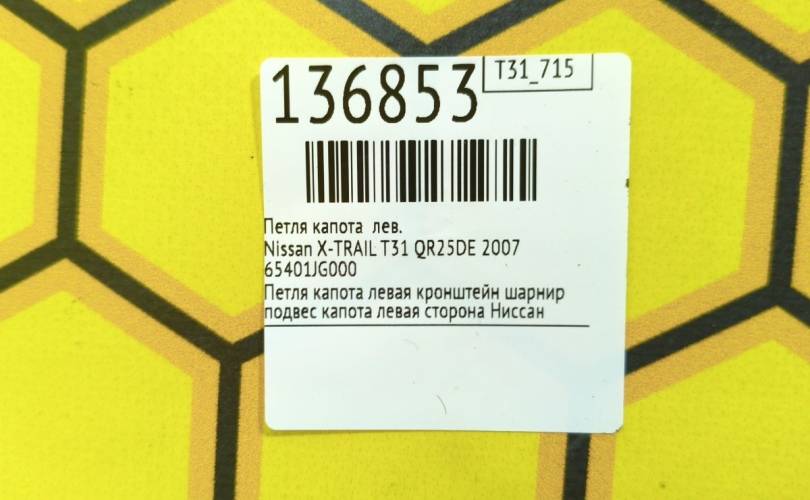 136853
T31_715
Петля капота лев.
Nissan X-TRAIL T31 QR25DE 2007
65401JG000
Петля капота левая кронштейн шарнир
подвес капота левая сторона Ниссан